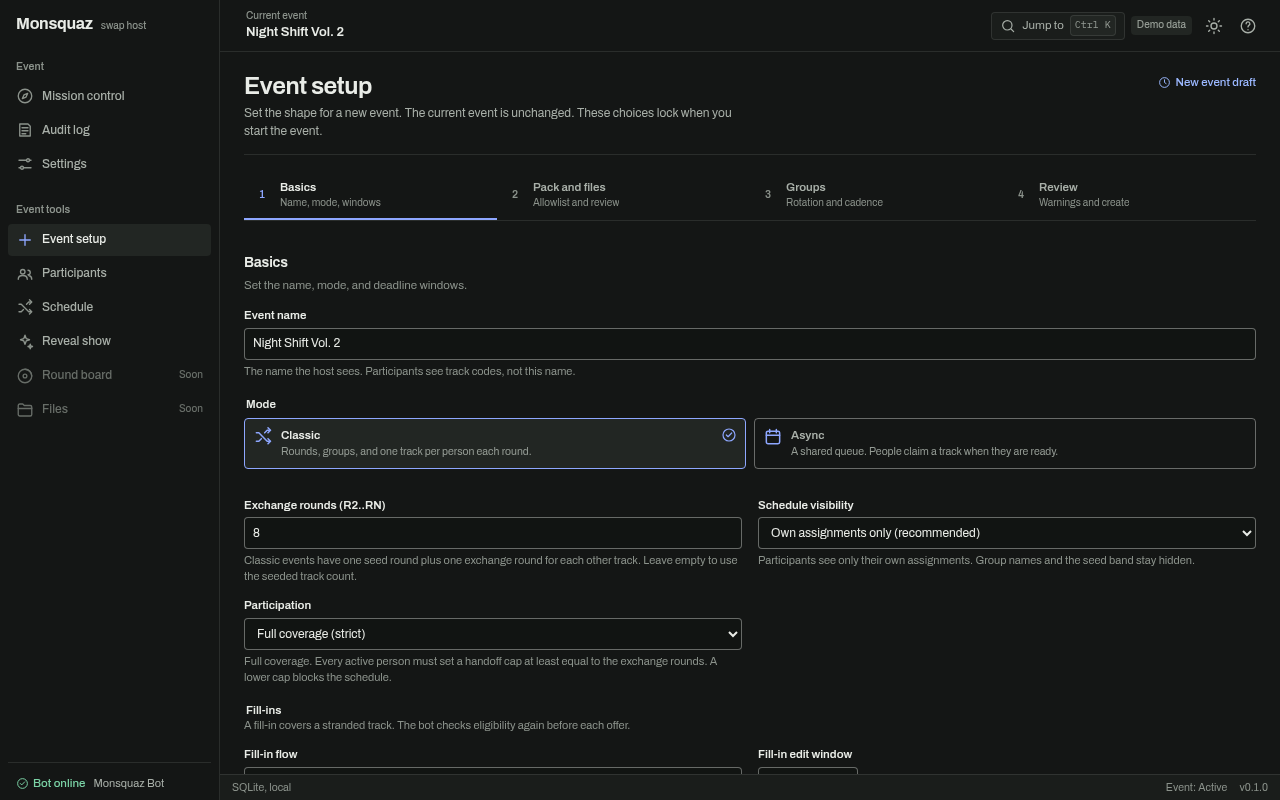 Monsquaz swap host
Event
Mission control
Audit log
Settings
Event tools
Event setup
Participants
Schedule
Reveal show
Round board Soon
Files Soon
Bot online Monsquaz Bot
Current event
Night Shift Vol. 2
Jump to Ctrl K
Demo data
Event setup
New event draft
Set the shape for a new event. The current event is unchanged. These choices lock when you
start the event.
1 Basics
Name, mode, windows
2 Pack and files
Allowlist and review
3 Groups
Rotation and cadence
4 Review
Warnings and create
Basics
Set the name, mode, and deadline windows.
Event name
Night Shift Vol. 2
The name the host sees. Participants see track codes, not this name.
Mode
Classic
Rounds, groups, and one track per person each round.
Async
A shared queue. People claim a track when they are ready.
Exchange rounds (R2..RN)
8
Classic events have one seed round plus one exchange round for each other track. Leave empty to use
the seeded track count.
Schedule visibility
Own assignments only (recommended)
Participants see only their own assignments. Group names and the seed band stay hidden.
Participation
Full coverage (strict)
Full coverage. Every active person must set a handoff cap at least equal to the exchange rounds. A
lower cap blocks the schedule.
Fill-ins
A fill-in covers a stranded track. The bot checks eligibility again before each offer.
Fill-in flow
Fill-in edit window
SQLite, local
Event: Active v0.1.0